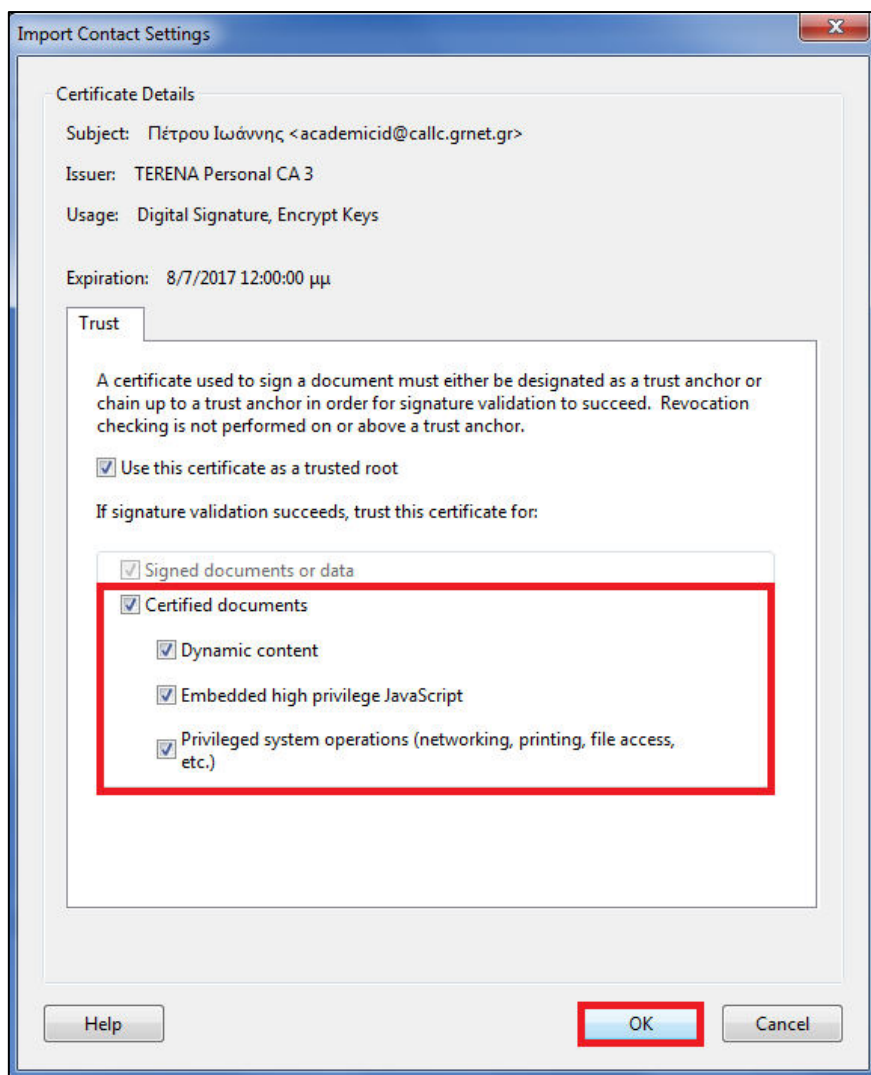 Import Contact Settings
Certificate Details
Subject: Πέτρου Ιωάννης <academicid@callc.grnet.gr>
Issuer: TERENA Personal CA 3
Usage: Digital Signature, Encrypt Keys
Expiration: 8/7/2017 12:00:00 μμ
Trust
A certificate used to sign a document must either be designated as a trust anchor or
chain up to a trust anchor in order for signature validation to succeed. Revocation
checking is not performed on or above a trust anchor.
Use this certificate as a trusted root
If signature validation succeeds, trust this certificate for:
Signed documents or data
Certified documents
Dynamic content
Embedded high privilege JavaScript
Privileged system operations (networking, printing, file access,
etc.)
Help
OK
Cancel